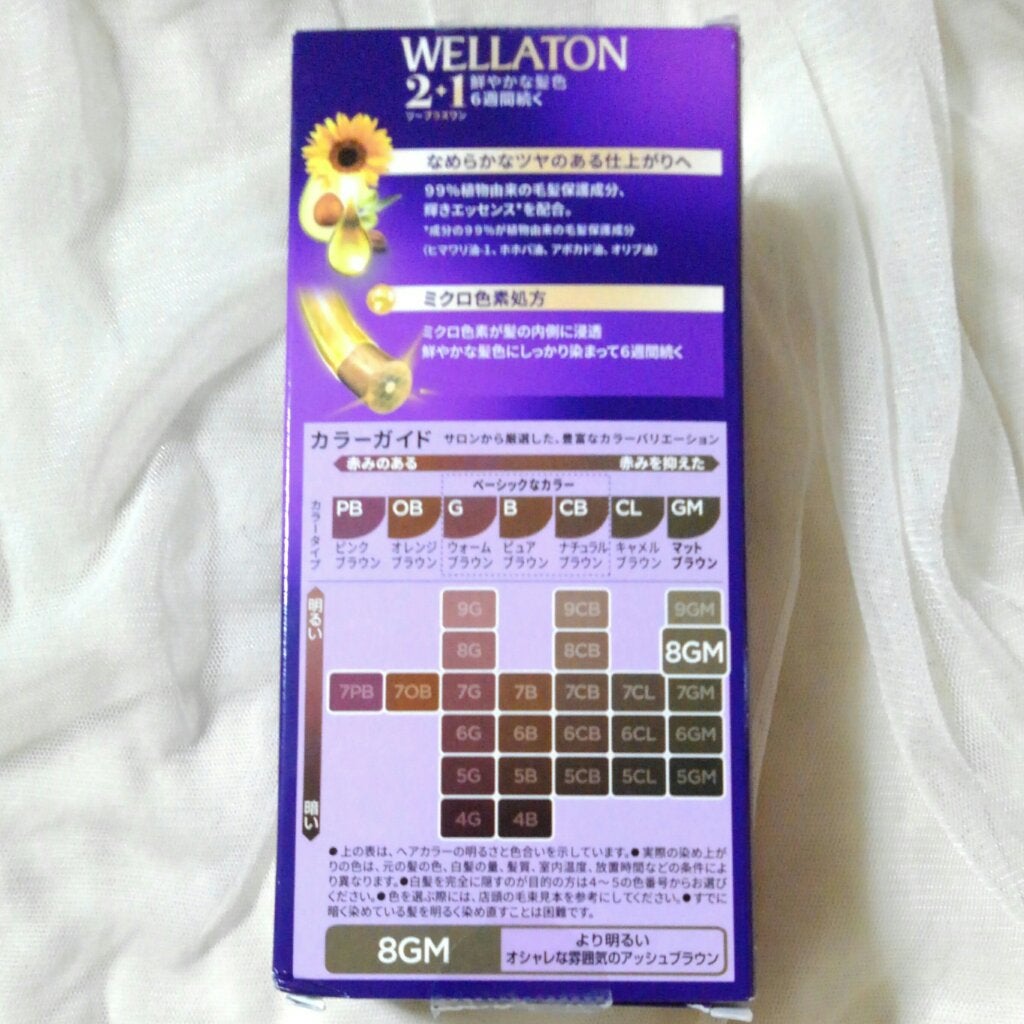 WELLATON
2+1 鮮やかな髪色
6週間続く
ツープラスワン
なめらかなツヤのある仕上がりへ
99%植物由来の毛髪保護成分、
輝きエッセンス*を配合。
*成分の99%が植物由来の毛髪保護成分
(ヒマワリ油-1、ホホバ油、アボカド油、オリブ油)
ミクロ色素処方
ミクロ色素が髪の内側に浸透
鮮やかな髪色にしっかり染まって6週間続く
カラーガイド サロンから厳選した、豊富なカラーバリエーション
赤みのある 赤みを抑えた
ベーシックなカラー
カラータイプ
PB OB G B CB CL GM
ピンク オレンジ ウォーム ピュア ナチュラル キャメル マット
ブラウン ブラウン ブラウン ブラウン ブラウン ブラウン ブラウン
明るい
9G 9CB 9GM
8G 8CB 8GM
7PB 7OB 7G 7B 7CB 7CL 7GM
6G 6B 6CB 6CL 6GM
5G 5B 5CB 5CL 5GM
4G 4B
暗い
●上の表は、ヘアカラーの明るさと色合いを示しています。●実際の染め上が
りの色は、元の髪の色、白髪の量、髪質、室内温度、放置時間などの条件によ
り異なります。●白髪を完全に隠すのが目的の方は4～5の色番号からお選び
ください。●色を選ぶ際には、店頭の毛束見本を参考にしてください。●すでに
暗く染めている髪を明るく染め直すことは困難です。
8GM
より明るい
オシャレな雰囲気のアッシュブラウン